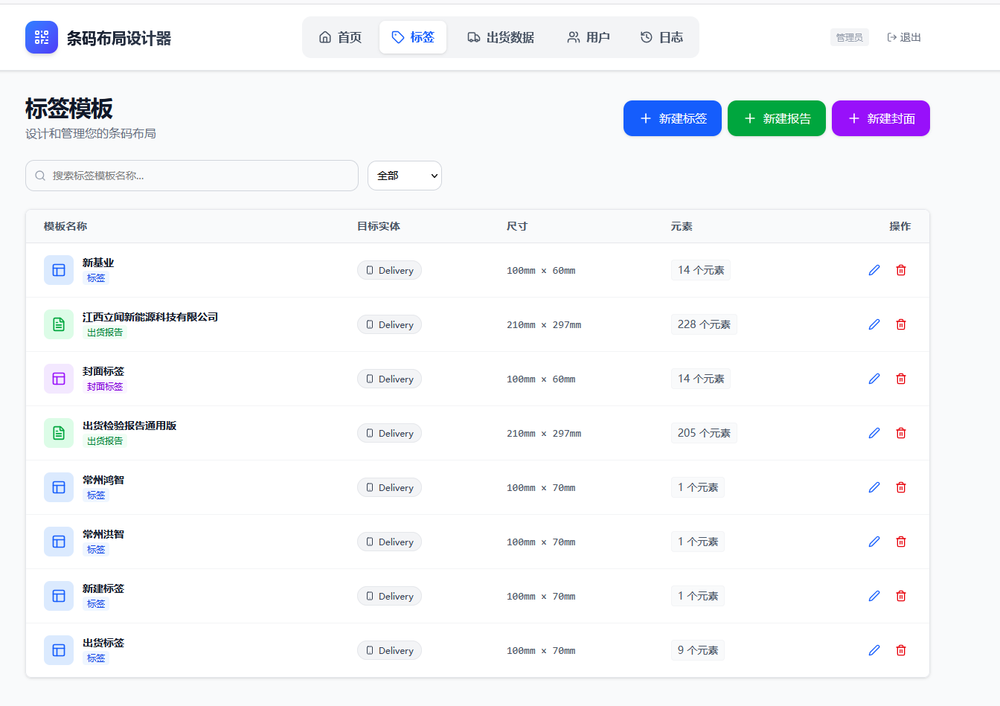 条码布局设计器
首页
标签
出货数据
用户
日志
管理员
退出
标签模板
设计和管理您的条码布局
新建标签
新建报告
新建封面
搜索标签模板名称...
全部
模板名称 目标实体 尺寸 元素 操作
新基业
标签
Delivery 100mm × 60mm 14 个元素
江西立闻新能源科技有限公司
出货报告
Delivery 210mm × 297mm 228 个元素
封面标签
封面标签
Delivery 100mm × 60mm 14 个元素
出货检验报告通用版
出货报告
Delivery 210mm × 297mm 205 个元素
常州鸿智
标签
Delivery 100mm × 70mm 1 个元素
常州洪智
标签
Delivery 100mm × 70mm 1 个元素
新建标签
标签
Delivery 100mm × 70mm 1 个元素
出货标签
标签
Delivery 100mm × 70mm 9 个元素